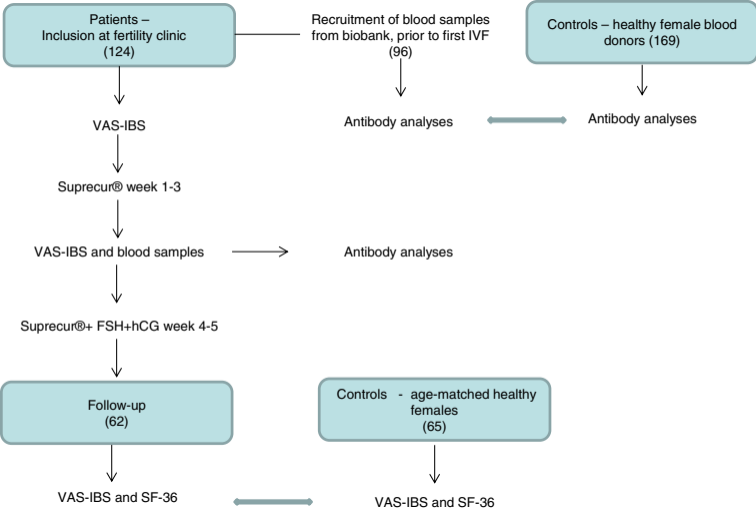 Patients –
Inclusion at fertility clinic
(124)
Recruitment of blood samples
from biobank, prior to first IVF
(96)
Controls – healthy female blood
donors (169)
VAS-IBS
Antibody analyses
Antibody analyses
Suprecur® week 1-3
VAS-IBS and blood samples
Antibody analyses
Suprecur®+ FSH+hCG week 4-5
Follow-up
(62)
Controls - age-matched healthy
females
(65)
VAS-IBS and SF-36
VAS-IBS and SF-36